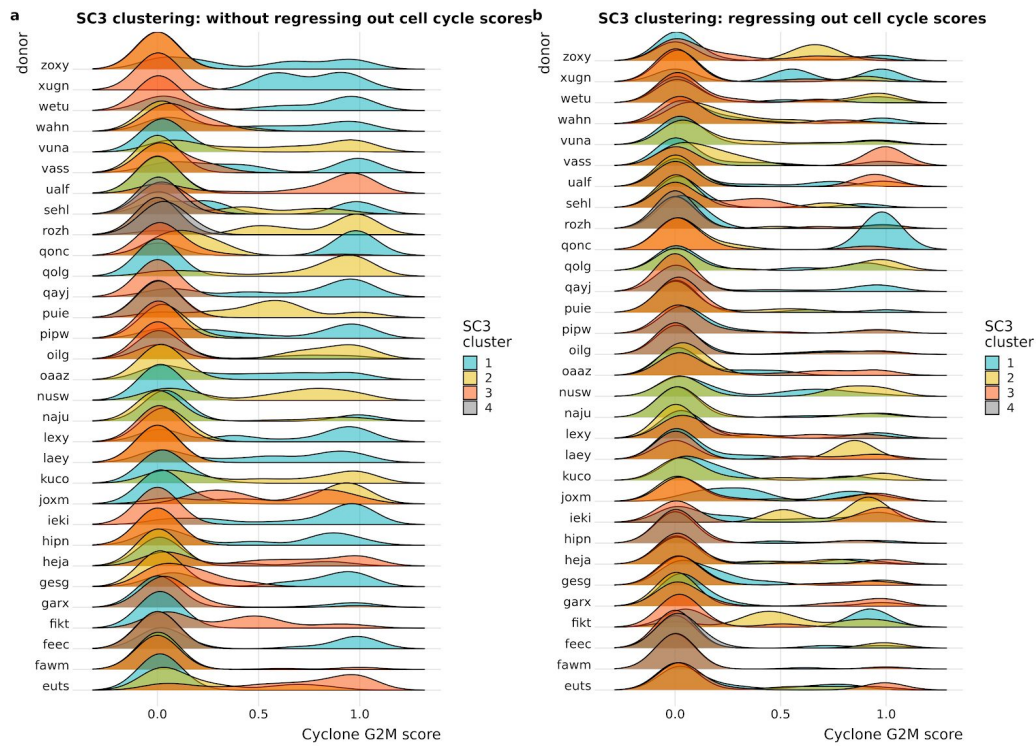 a
SC3 clustering: without regressing out cell cycle scores
donor
zoxy
xugn
wetu
wahn
vuna
vass
ualf
sehl
rozh
qonc
qolg
qayj
puie
pipw
oilg
oaaz
nusw
naju
lexy
laey
kuco
joxm
ieki
hipn
heja
gesg
garx
fikt
feec
fawm
euts
0.0
0.5
1.0
Cyclone G2M score
SC3
cluster
1
2
3
4
b
SC3 clustering: regressing out cell cycle scores
donor
zoxy
xugn
wetu
wahn
vuna
vass
ualf
sehl
rozh
qonc
qolg
qayj
puie
pipw
oilg
oaaz
nusw
naju
lexy
laey
kuco
joxm
ieki
hipn
heja
gesg
garx
fikt
feec
fawm
euts
0.0
0.5
1.0
Cyclone G2M score
SC3
cluster
1
2
3
4